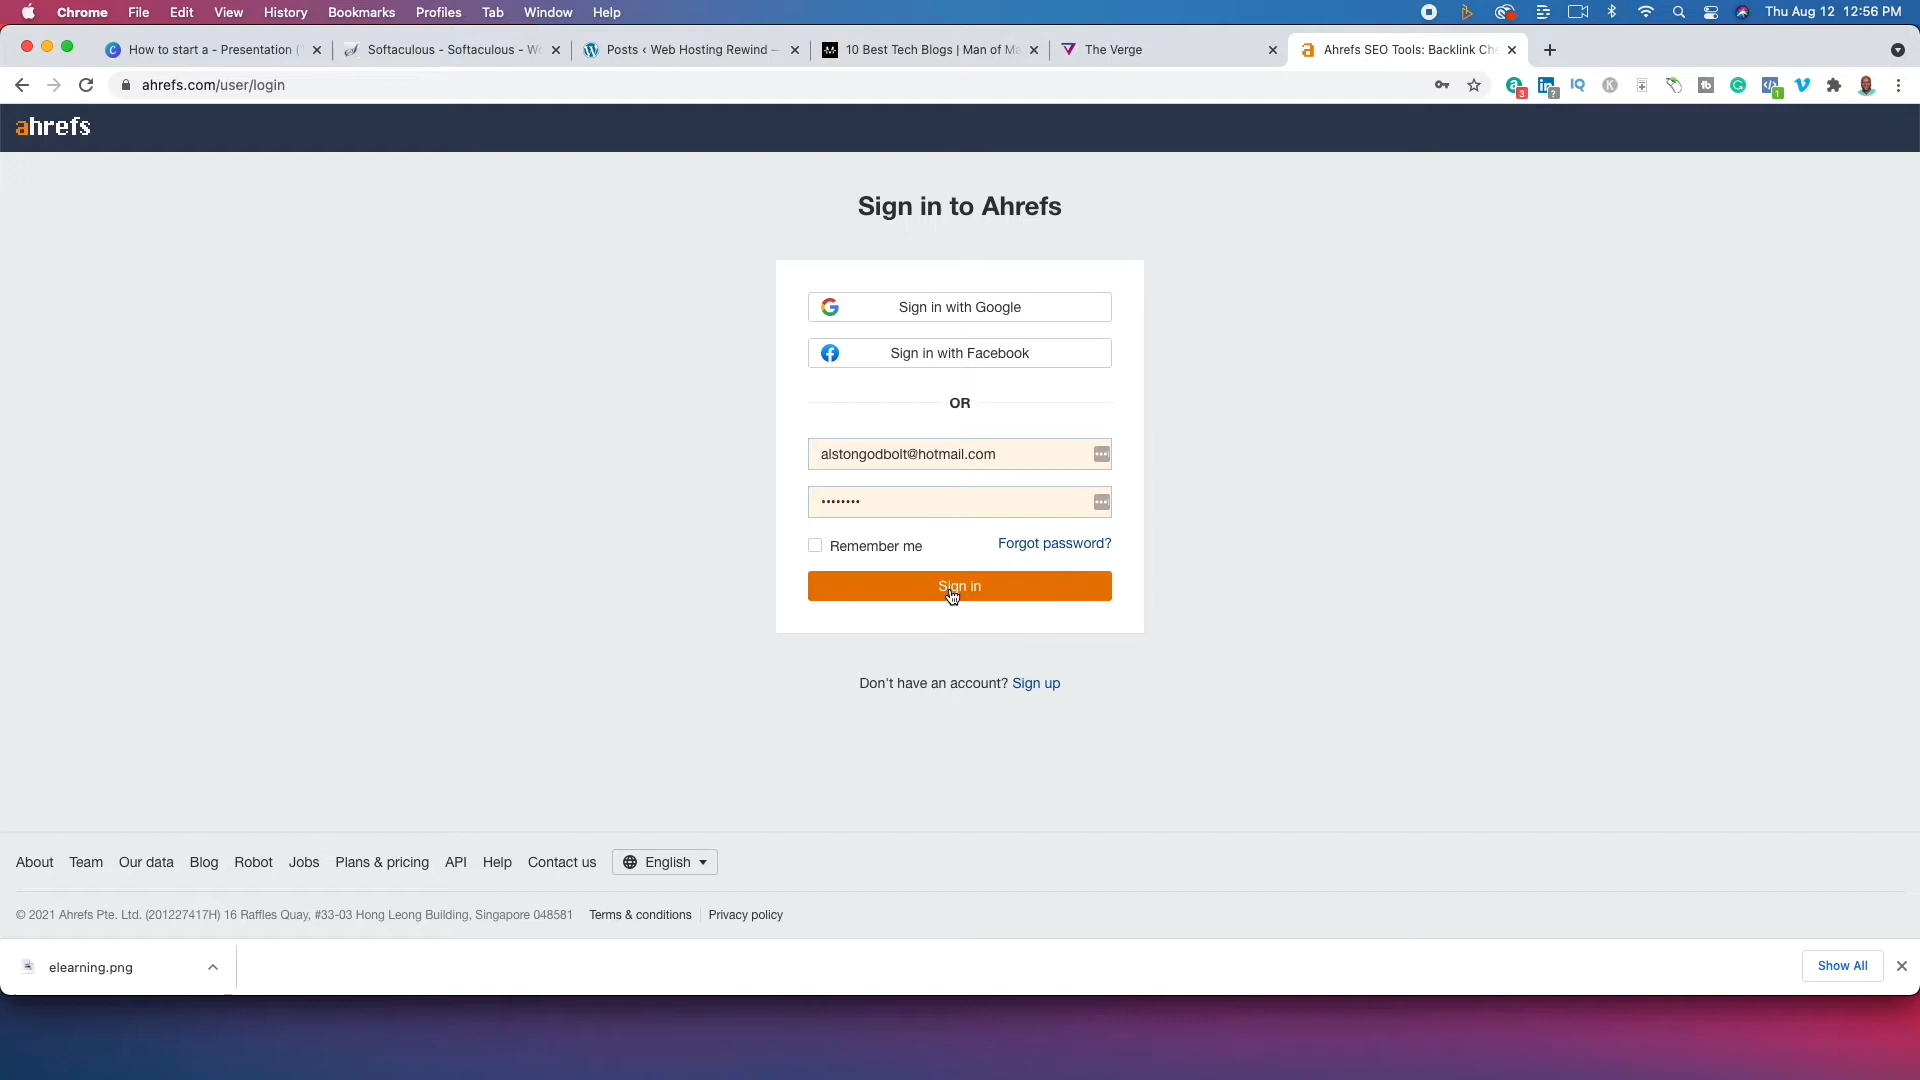 Chrome File Edit View History Bookmarks Profiles Tab Window Help Thu Aug 12 12:56 PM
How to start a - Presentation Softaculous - Softaculous - Posts ‹ Web Hosting Rewind 10 Best Tech Blogs | Man of The Verge Ahrefs SEO Tools: Backlink
ahrefs.com/user/login
ahrefs
Sign in to Ahrefs
Sign in with Google
Sign in with Facebook
OR
alstongodbolt@hotmail.com
••••••••
Remember me Forgot password?
Sign in
Don't have an account? Sign up
About Team Our data Blog Robot Jobs Plans & pricing API Help Contact us English
© 2021 Ahrefs Pte. Ltd. (201227417H) 16 Raffles Quay, #33-03 Hong Leong Building, Singapore 048581 Terms & conditions Privacy policy
elearning.png Show All